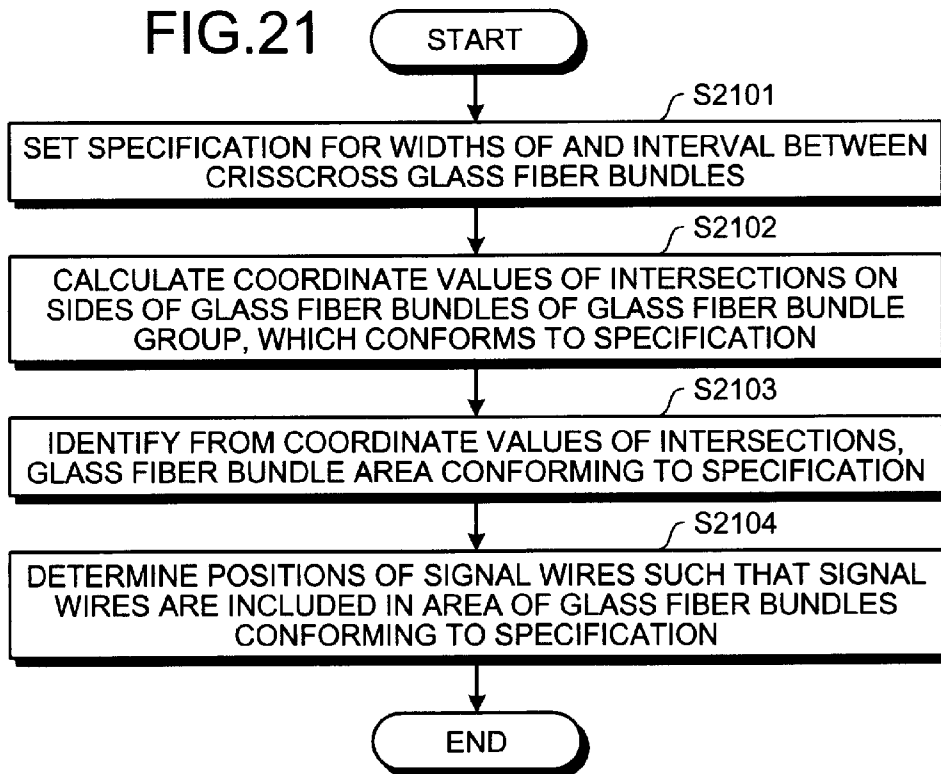 FIG.21
START
S2101
SET SPECIFICATION FOR WIDTHS OF AND INTERVAL BETWEEN
CRISSCROSS GLASS FIBER BUNDLES
S2102
CALCULATE COORDINATE VALUES OF INTERSECTIONS ON
SIDES OF GLASS FIBER BUNDLES OF GLASS FIBER BUNDLE
GROUP, WHICH CONFORMS TO SPECIFICATION
S2103
IDENTIFY FROM COORDINATE VALUES OF INTERSECTIONS,
GLASS FIBER BUNDLE AREA CONFORMING TO SPECIFICATION
S2104
DETERMINE POSITIONS OF SIGNAL WIRES SUCH THAT SIGNAL
WIRES ARE INCLUDED IN AREA OF GLASS FIBER BUNDLES
CONFORMING TO SPECIFICATION
END